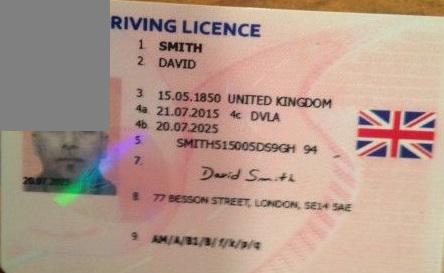 RIVING LICENCE
1. SMITH
2. DAVID
3. 15.05.1850 UNITED KINGDOM
4a. 21.07.2015 4c. DVLA
4b. 20.07.2025
5. SMITH515005DS9GH 94
7. David Smith
20.07.2025
8. 77 BESSON STREET, LONDON, SE14 5AE
9. AM/A/B1/B/f/k/p/q